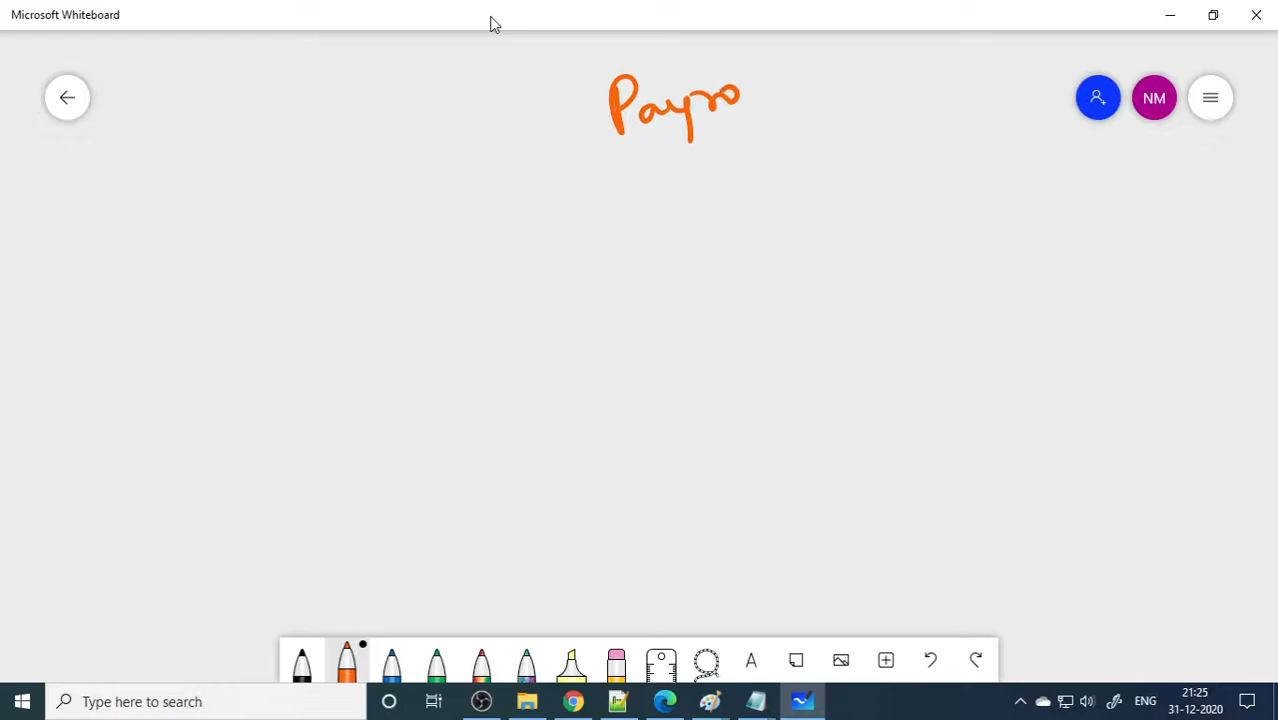 Microsoft Whiteboard
Payro
NM
A
Type here to search
ENG
21:25
31-12-2020